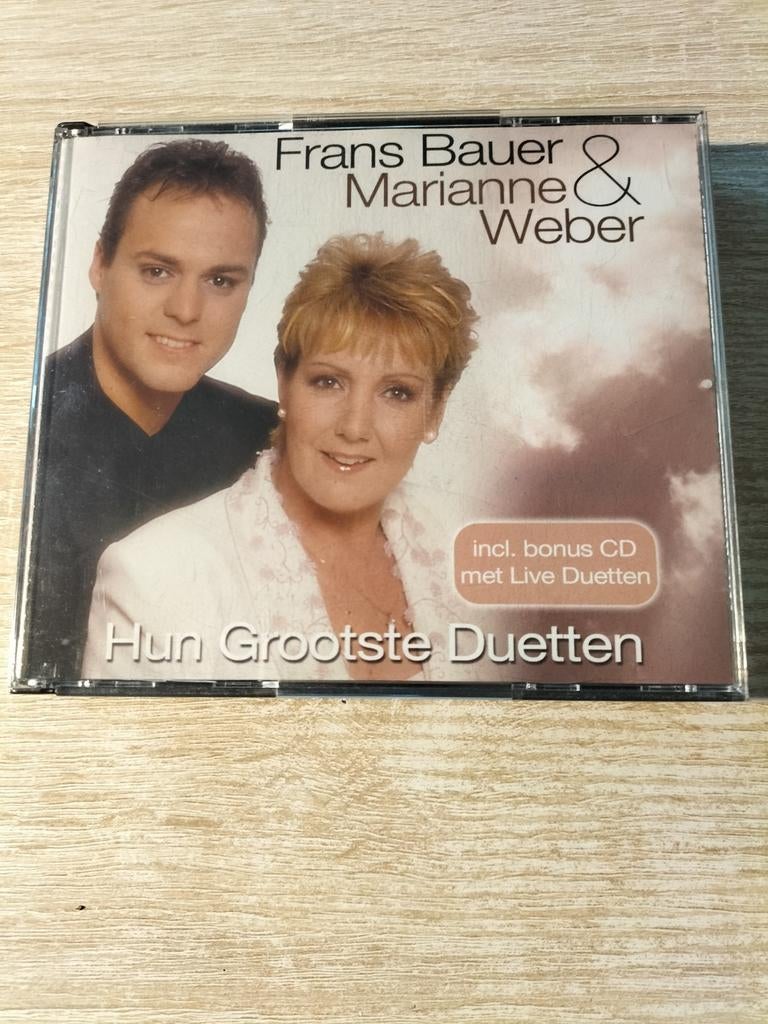 Frans Bauer &
Marianne
Weber
incl. bonus CD
met Live Duetten
Hun Grootste Duetten